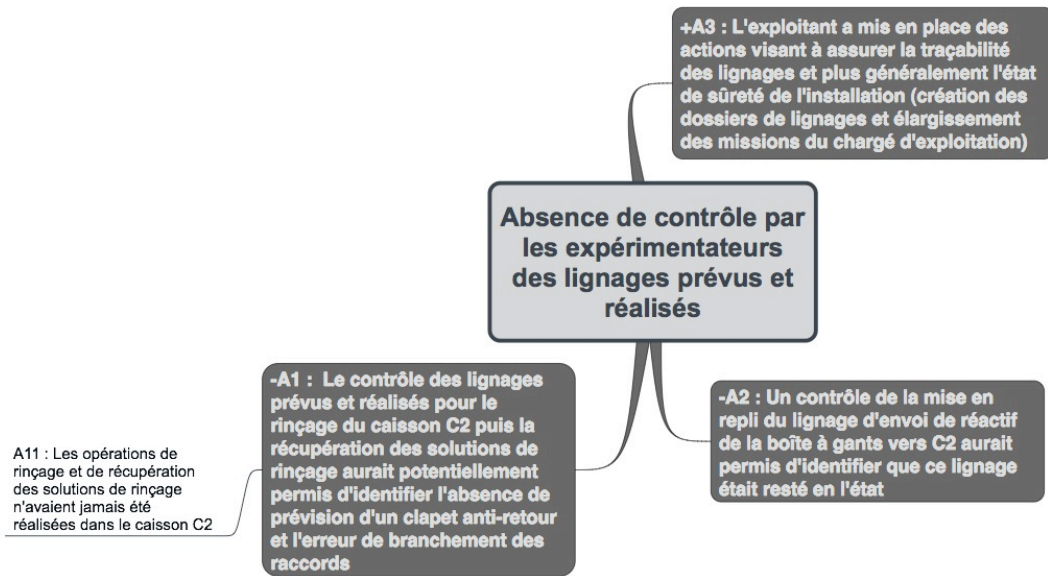 +A3 : L'exploitant a mis en place des
actions visant à assurer la traçabilité
des lignages et plus généralement l'état
de sûreté de l'installation (création des
dossiers de lignages et élargissement
des missions du chargé d'exploitation)
Absence de contrôle par
les expérimentateurs
des lignages prévus et
réalisés
-A1 :  Le contrôle des lignages
prévus et réalisés pour le
rinçage du caisson C2 puis la
récupération des solutions de
rinçage aurait potentiellement
permis d'identifier l'absence de
prévision d'un clapet anti-retour
et l'erreur de branchement des
raccords
-A2 : Un contrôle de la mise en
repli du lignage d'envoi de réactif
de la boîte à gants vers C2 aurait
permis d'identifier que ce lignage
était resté en l'état
A11 : Les opérations de
rinçage et de récupération
des solutions de rinçage
n'avaient jamais été
réalisées dans le caisson C2